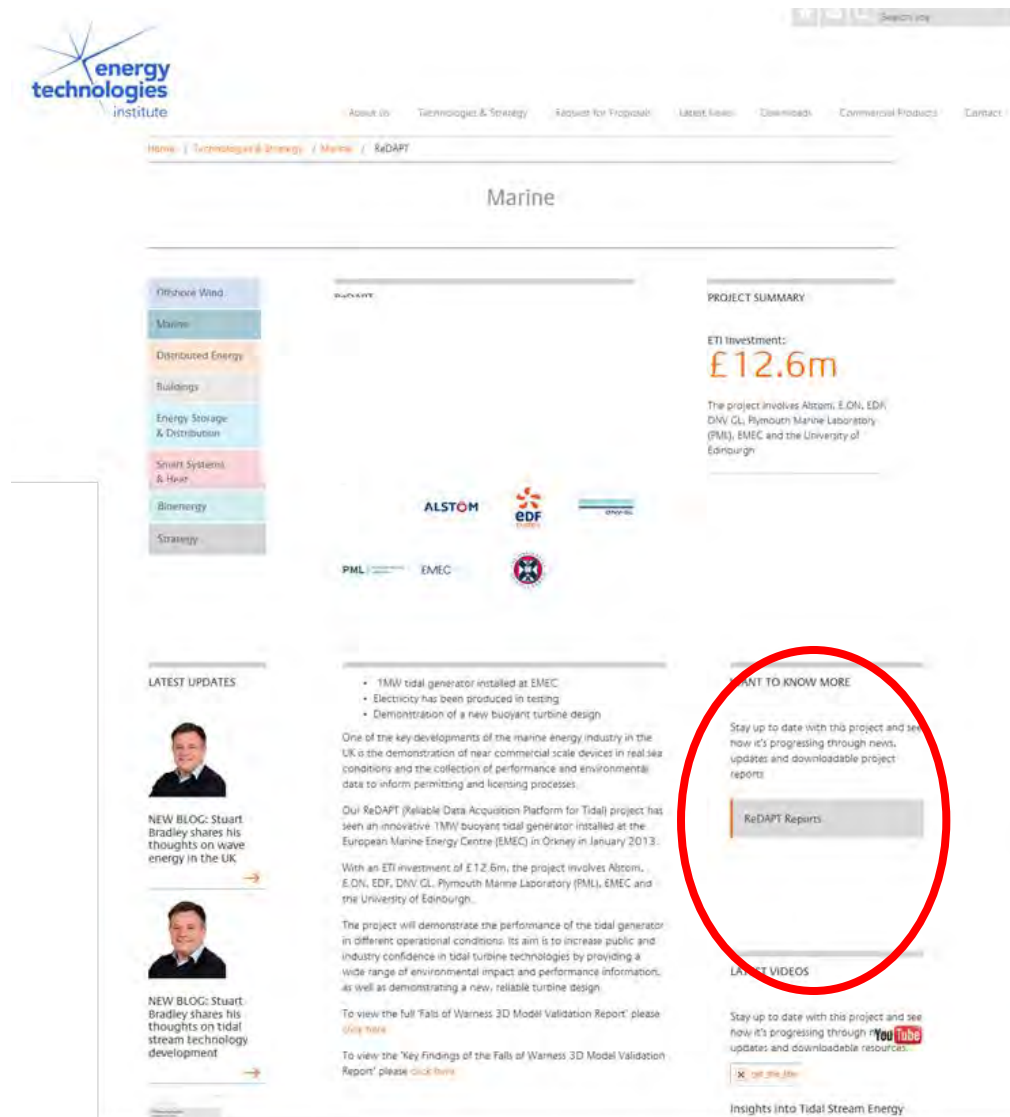 Search site
energy
technologies
institute
About Us Technologies & Strategy Request for Proposals Latest News Downloads Commercial Products Contact
Home / Technologies & Strategy / Marine / ReDAPT
Marine
Offshore Wind
Marine
Distributed Energy
Buildings
Energy Storage
& Distribution
Smart Systems
& Heat
Bioenergy
Strategy
ReDAPT
ALSTOM
eDF
DNV·GL
PML
EMEC
PROJECT SUMMARY
ETI Investment:
£12.6m
The project involves Alstom, E.ON, EDF,
DNV GL, Plymouth Marine Laboratory
(PML), EMEC and the University of
Edinburgh
LATEST UPDATES
NEW BLOG: Stuart
Bradley shares his
thoughts on wave
energy in the UK
NEW BLOG: Stuart
Bradley shares his
thoughts on tidal
stream technology
development
• 1MW tidal generator installed at EMEC
• Electricity has been produced in testing
• Demonstration of a new buoyant turbine design
One of the key developments of the marine energy industry in the
UK is the demonstration of near commercial scale devices in real sea
conditions and the collection of performance and environmental
data to inform permitting and licensing processes.
Our ReDAPT (Reliable Data Acquisition Platform for Tidal) project has
seen an innovative 1MW buoyant tidal generator installed at the
European Marine Energy Centre (EMEC) in Orkney in January 2013.
With an ETI investment of £12.6m, the project involves Alstom,
E.ON, EDF, DNV GL, Plymouth Marine Laboratory (PML), EMEC and
the University of Edinburgh.
The project will demonstrate the performance of the tidal generator
in different operational conditions. Its aim is to increase public and
industry confidence in tidal turbine technologies by providing a
wide range of environmental impact and performance information,
as well as demonstrating a new, reliable turbine design.
To view the full 'Falls of Warness 3D Model Validation Report' please
click here
To view the 'Key Findings of the Falls of Warness 3D Model Validation
Report' please click here
WANT TO KNOW MORE
Stay up to date with this project and see
how it's progressing through news,
updates and downloadable project
reports
ReDAPT Reports
LATEST VIDEOS
Stay up to date with this project and see
how it's progressing through
You Tube
updates and downloadable resources.
Insights into Tidal Stream Energy